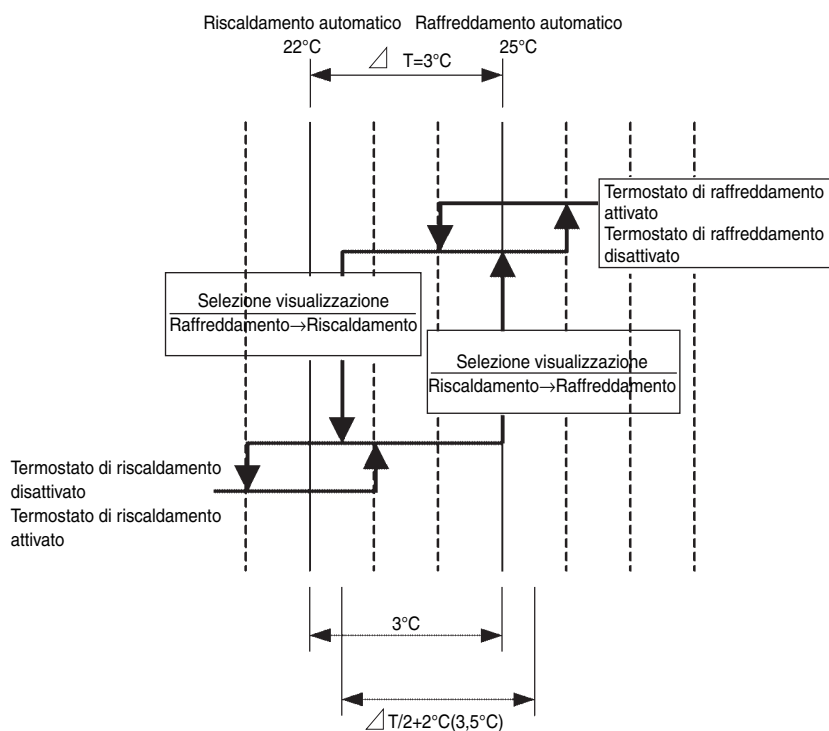 Riscaldamento automatico
22°C
Raffreddamento automatico
25°C
⊿ T=3°C
Termostato di raffreddamento
attivato
Termostato di raffreddamento
disattivato
Selezione visualizzazione
Raffreddamento→Riscaldamento
Selezione visualizzazione
Riscaldamento→Raffreddamento
Termostato di riscaldamento
disattivato
Termostato di riscaldamento
attivato
3°C
⊿T/2+2°C(3,5°C)